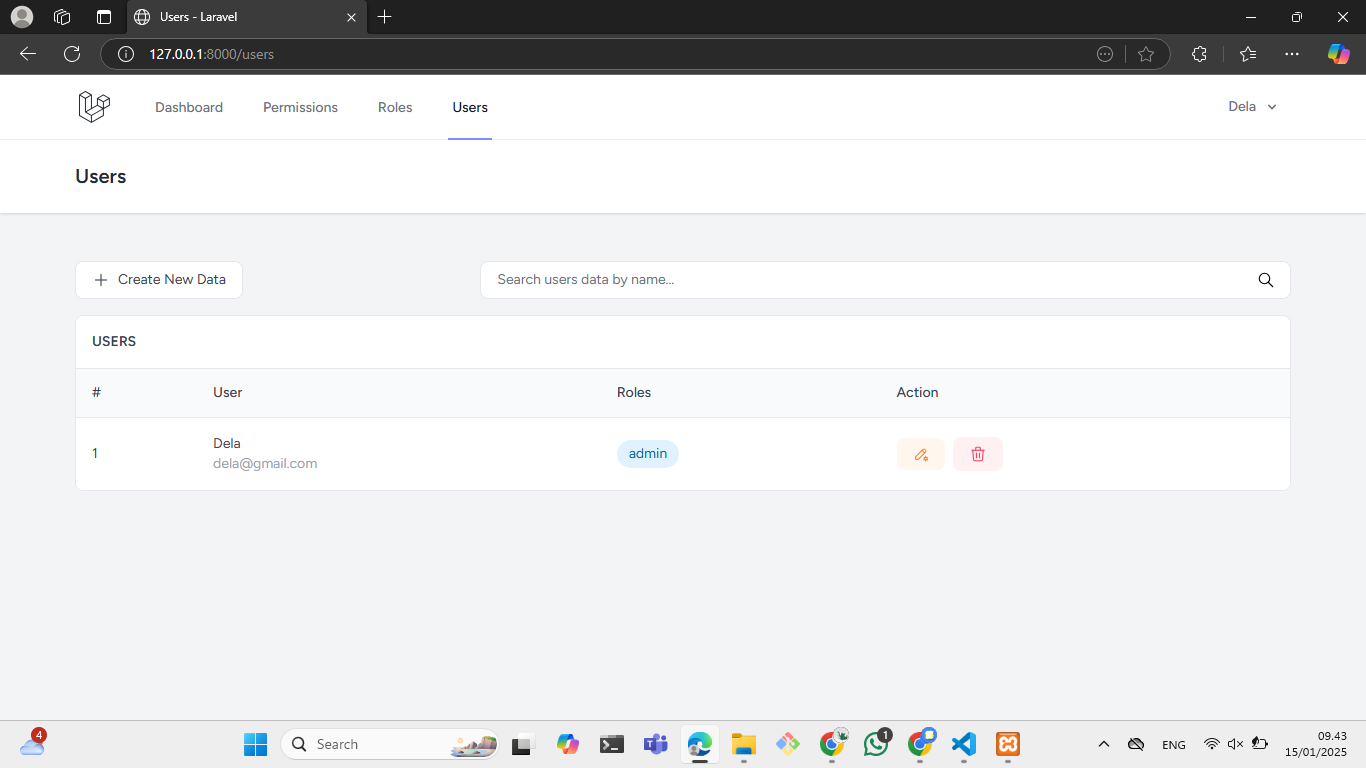 Users - Laravel
127.0.0.1:8000/users
Dashboard Permissions Roles Users Dela
Users
Create New Data
Search users data by name...
USERS
# User Roles Action
1 Dela admin
dela@gmail.com
4
Search
1
ENG
09.43
15/01/2025